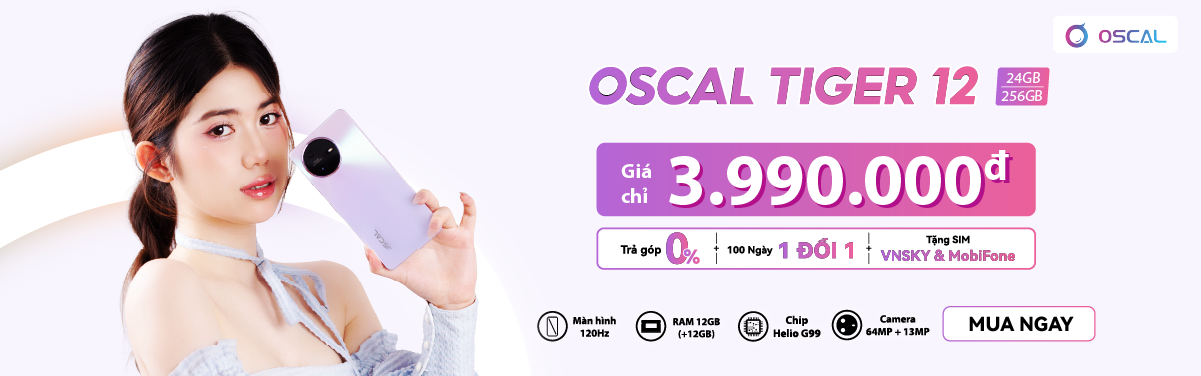 OSCAL
OSCAL TIGER 12
24GB
256GB
Giá
chỉ
3.990.000đ
Trả góp 0%
+
100 Ngày 1 ĐỔI 1
+
Tặng SIM
VNSKY & MobiFone
Màn hình
120Hz
RAM 12GB
(+12GB)
Chip
Helio G99
Camera
64MP + 13MP
MUA NGAY
OSCAL